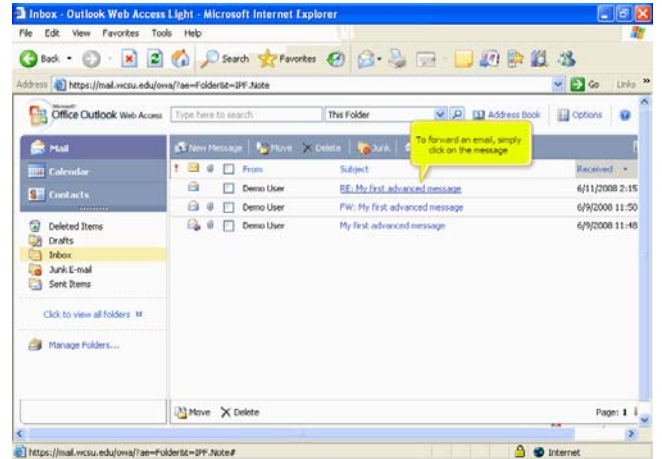 Inbox - Outlook Web Access Light - Microsoft Internet Explorer
File Edit View Favorites Tools Help
Back Search Favorites
Address https://mail.wcsu.edu/owa/?ae=Folder&t=IPF.Note Go Links »
Microsoft
Office Outlook Web Access Type here to search This Folder Address Book Options
Mail New Message Move Delete Junk
To forward an email, simply
click on the message
Calendar From Subject Received
Contacts
Demo User RE: My first advanced message 6/11/2008 2:15
Demo User FW: My first advanced message 6/9/2008 11:50
Demo User My first advanced message 6/9/2008 11:48
Deleted Items
Drafts
Inbox
Junk E-mail
Sent Items
Click to view all folders
Manage Folders...
Move Delete Page: 1
https://mail.wcsu.edu/owa/?ae=Folder&t=IPF.Note# Internet